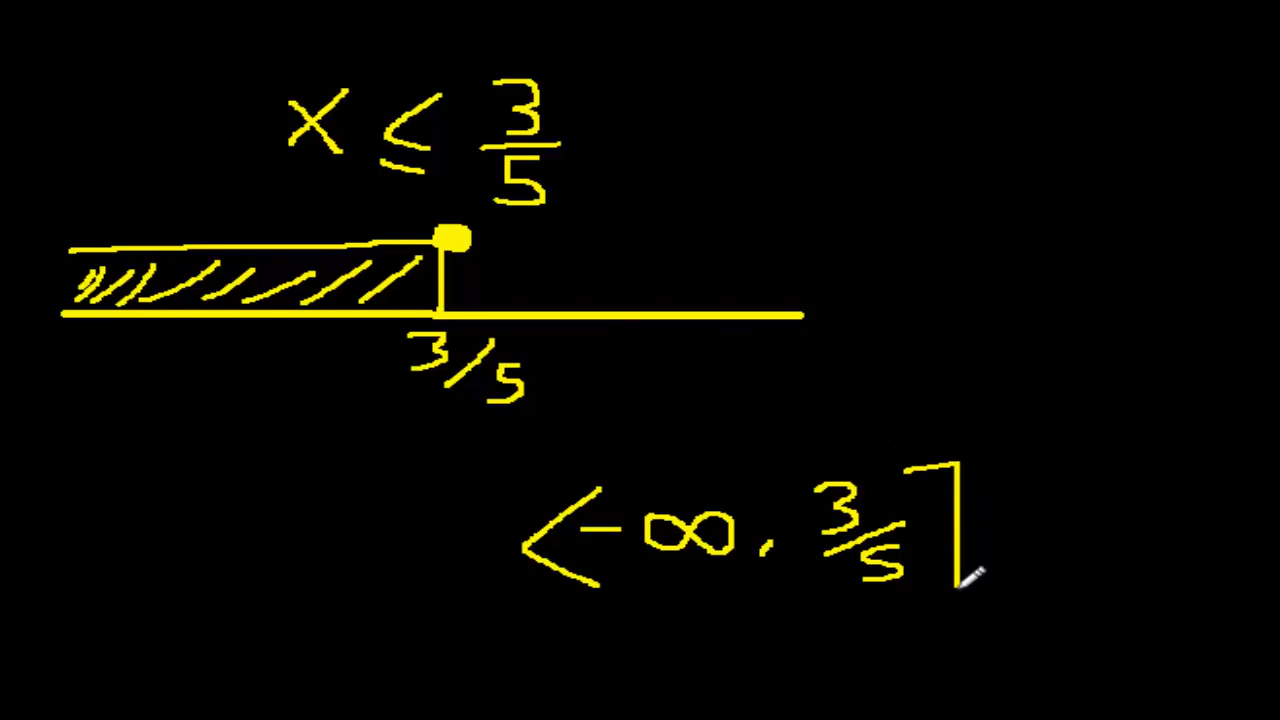 x ≤ 3/5
3/5
<-∞, 3/5]